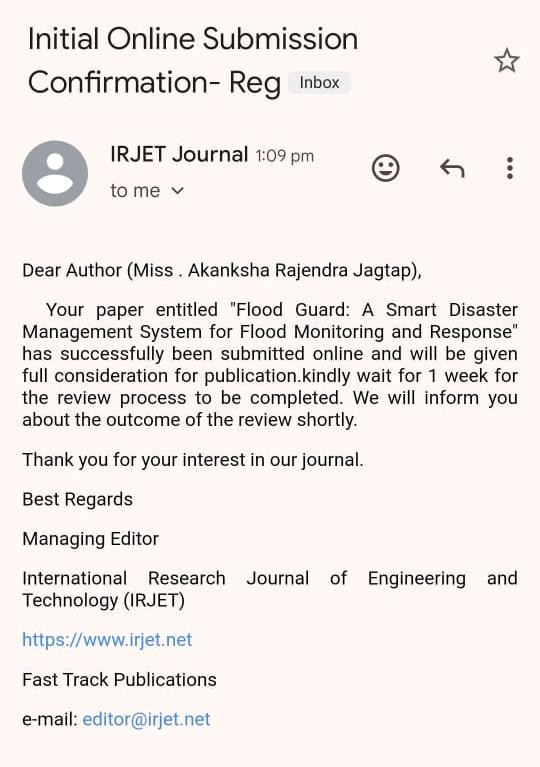 Initial Online Submission
Confirmation- Reg Inbox
IRJET Journal 1:09 pm
to me
Dear Author (Miss . Akanksha Rajendra Jagtap),
Your paper entitled "Flood Guard: A Smart Disaster
Management System for Flood Monitoring and Response"
has successfully been submitted online and will be given
full consideration for publication.kindly wait for 1 week for
the review process to be completed. We will inform you
about the outcome of the review shortly.
Thank you for your interest in our journal.
Best Regards
Managing Editor
International Research Journal of Engineering and
Technology (IRJET)
https://www.irjet.net
Fast Track Publications
e-mail: editor@irjet.net